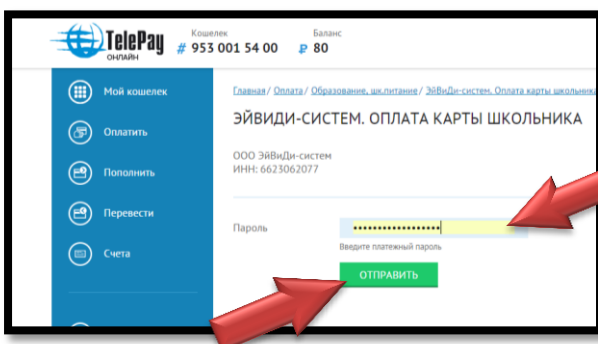 TelePay
ОНЛАЙН
Кошелек
# 953 001 54 00
Баланс
₽ 80
Мой кошелек
Оплатить
Пополнить
Перевести
Счета
Главная / Оплата / Образование, шк.питание / ЭйВиДи-систем. Оплата карты школьника
ЭЙВИДИ-СИСТЕМ. ОПЛАТА КАРТЫ ШКОЛЬНИКА
ООО ЭйВиДи-систем
ИНН: 6623062077
Пароль
Введите платежный пароль
ОТПРАВИТЬ